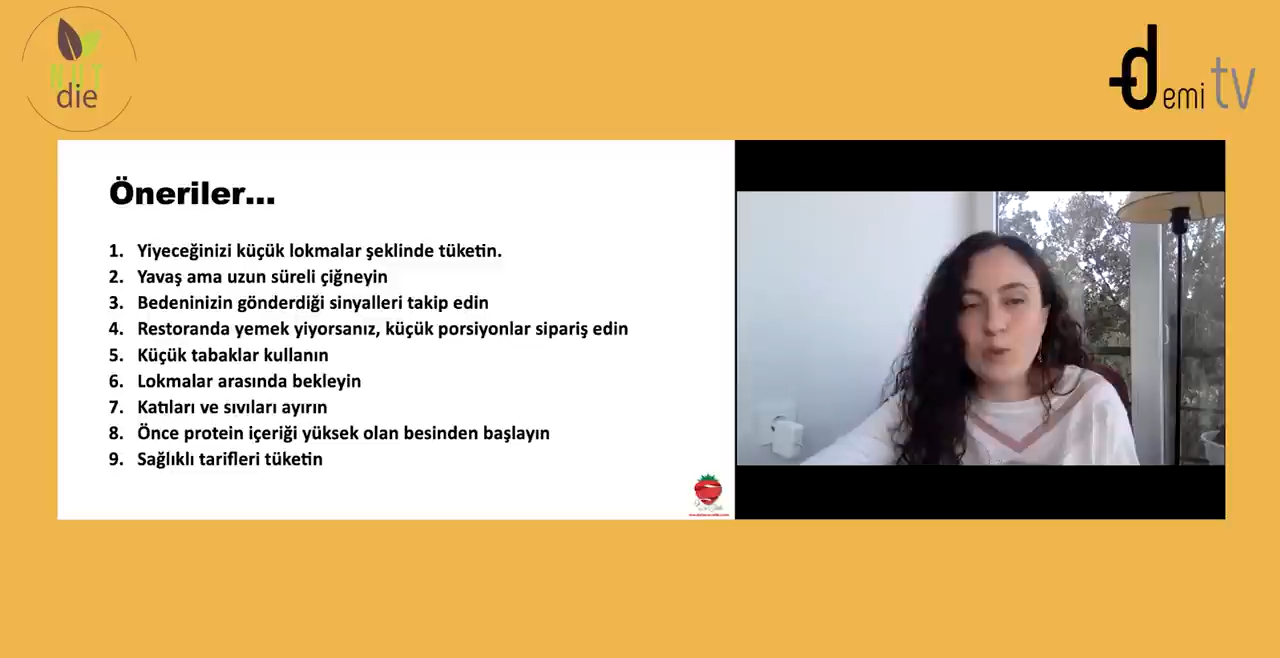 NUT
die
demi tv
Öneriler...
1. Yiyeceğinizi küçük lokmalar şeklinde tüketin.
2. Yavaş ama uzun süreli çiğneyin
3. Bedeninizin gönderdiği sinyalleri takip edin
4. Restoranda yemek yiyorsanız, küçük porsiyonlar sipariş edin
5. Küçük tabaklar kullanın
6. Lokmalar arasında bekleyin
7. Katıları ve sıvıları ayırın
8. Önce protein içeriği yüksek olan besinden başlayın
9. Sağlıklı tarifleri tüketin